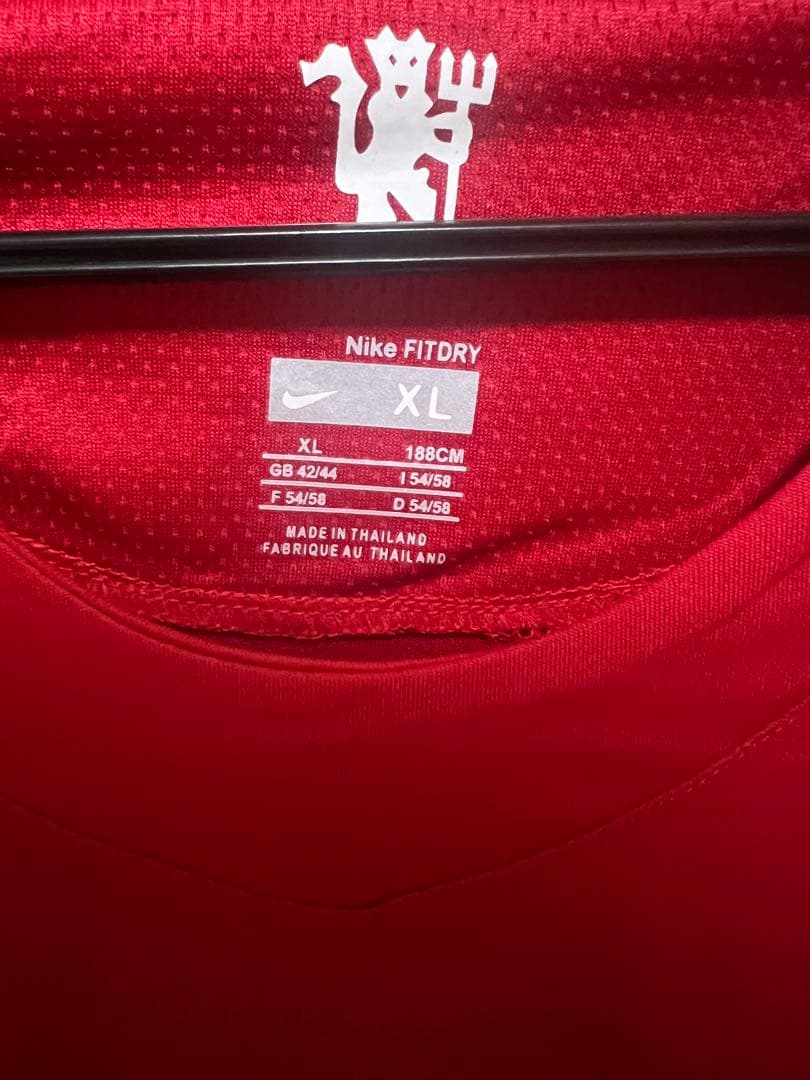 Nike FITDRY
XL
XL 188CM
GB 42/44 I 54/58
F 54/58 D 54/58
MADE IN THAILAND
FABRIQUE AU THAILAND